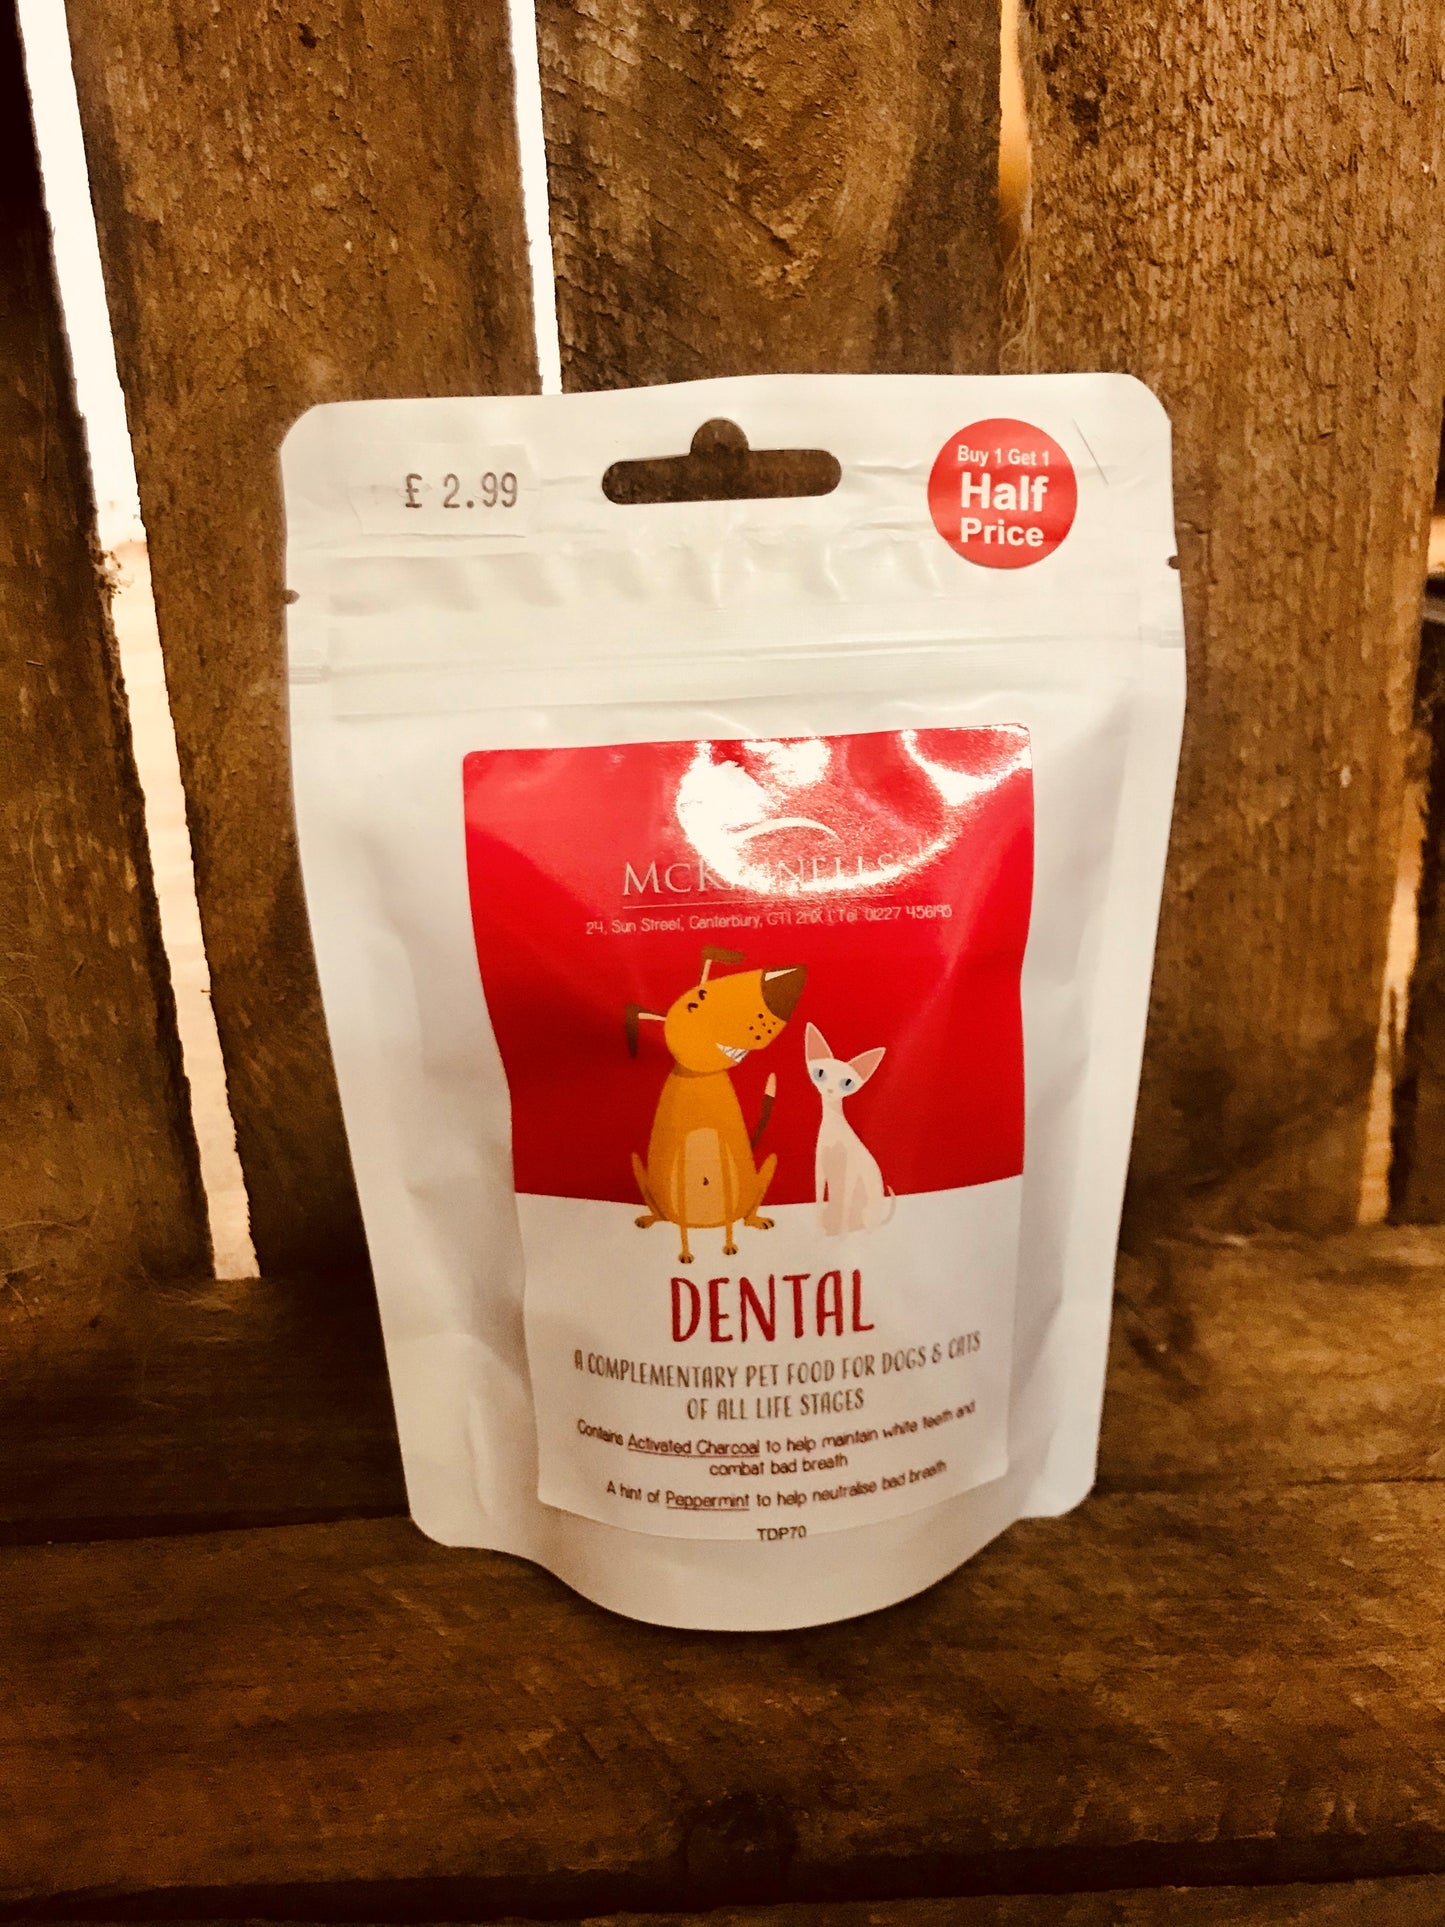 £ 2.99
Buy 1 Get 1
Half
Price
24, Sun Street, Canterbury, CT1 2HX | Tel 01227 456195
DENTAL
A COMPLEMENTARY PET FOOD FOR DOGS & CATS
OF ALL LIFE STAGES
Contains Activated Charcoal to help maintain white teeth and
combat bad breath
A hint of Peppermint to help neutralise bad breath
TDP70